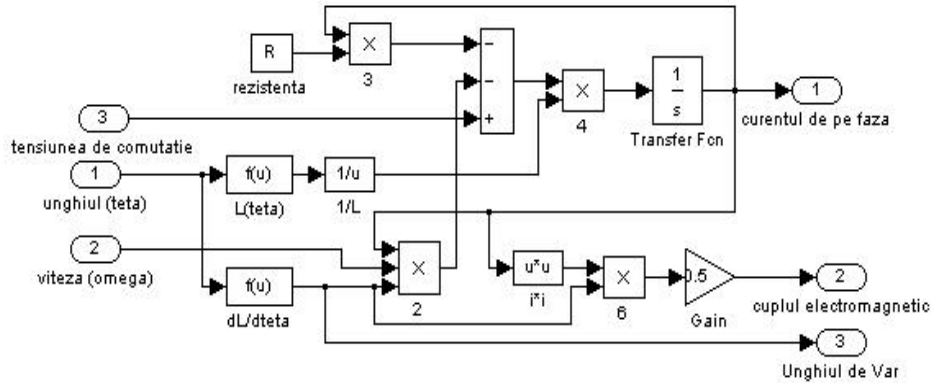 R
rezistenta
×
3
−
−
+
×
4
1
s
Transfer Fcn
1
curentul de pe faza
3
tensiunea de comutatie
1
unghiul (teta)
f(u)
L(teta)
1/u
1/L
2
viteza (omega)
f(u)
dL/dteta
×
2
u*u
i*i
×
6
0.5
Gain
2
cuplul electromagnetic
3
Unghiul de Var